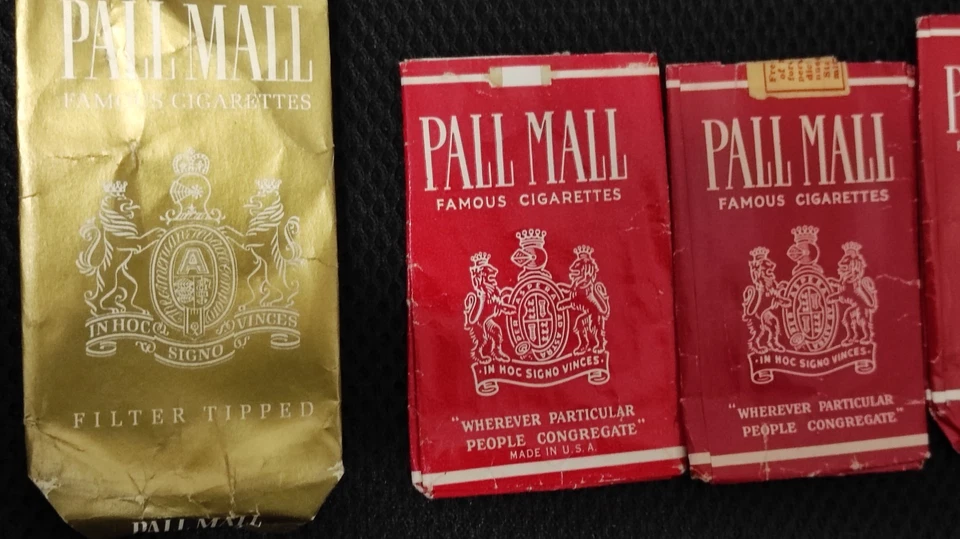 PALL MALL
FAMOUS CIGARETTES
A
IN HOC
SIGNO
VINCES
FILTER TIPPED
PALL MALL
PALL MALL
FAMOUS CIGARETTES
·IN HOC SIGNO VINCES·
"WHEREVER PARTICULAR
PEOPLE CONGREGATE"
MADE IN U.S.A.
PALL MALL
FAMOUS CIGARETTES
·IN HOC SIGNO VINCES·
"WHEREVER PARTICULAR
PEOPLE CONGREGATE"